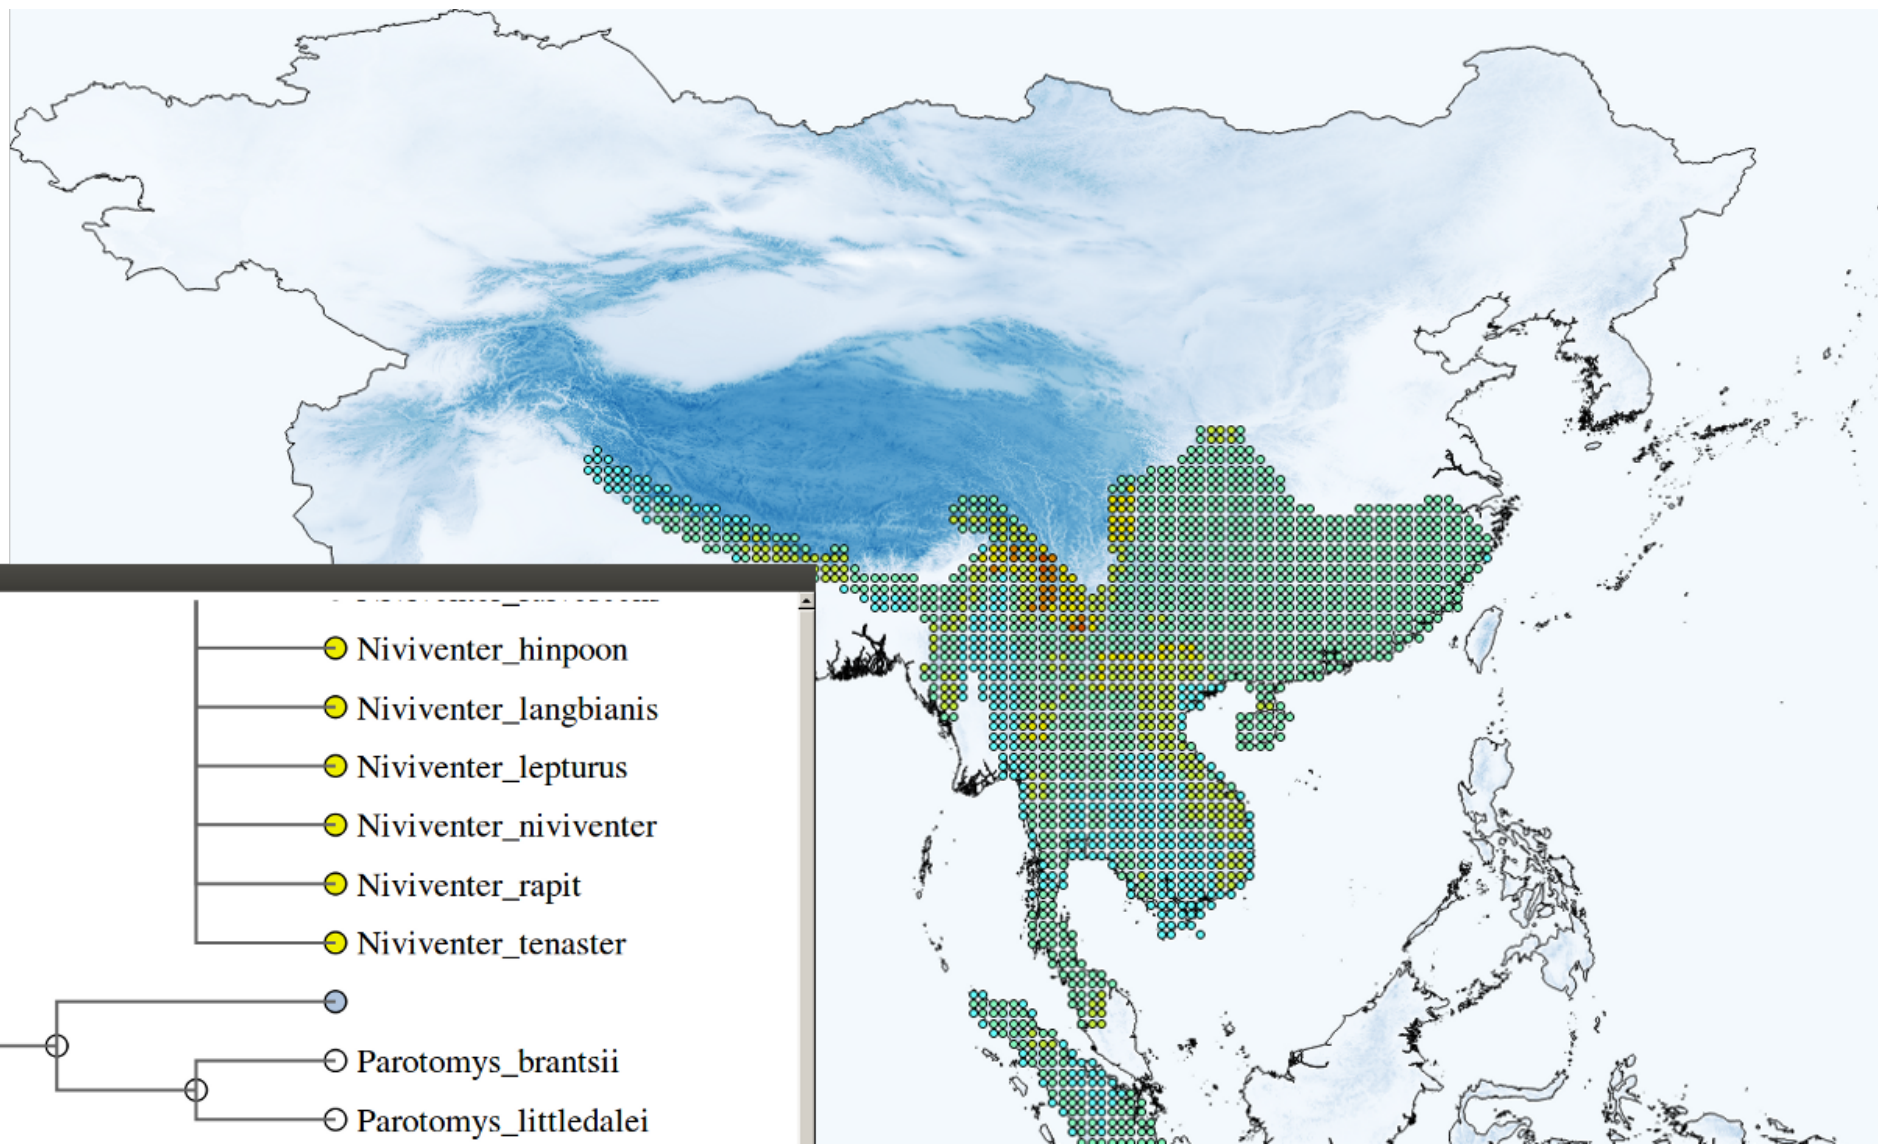 Niviventer_hinpoon
Niviventer_langbianis
Niviventer_lepturus
Niviventer_niviventer
Niviventer_rapit
Niviventer_tenaster
Parotomys_brantsii
Parotomys_littledalei